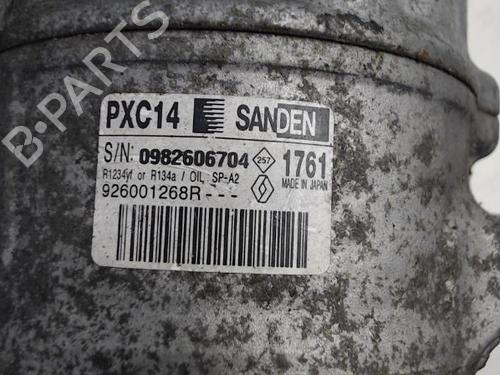 PXC14 SANDEN
S/N: 0982606704 257 1761
R1234yf or R134a / OIL SP-A2 MADE IN JAPAN
926001268R---
B-Parts